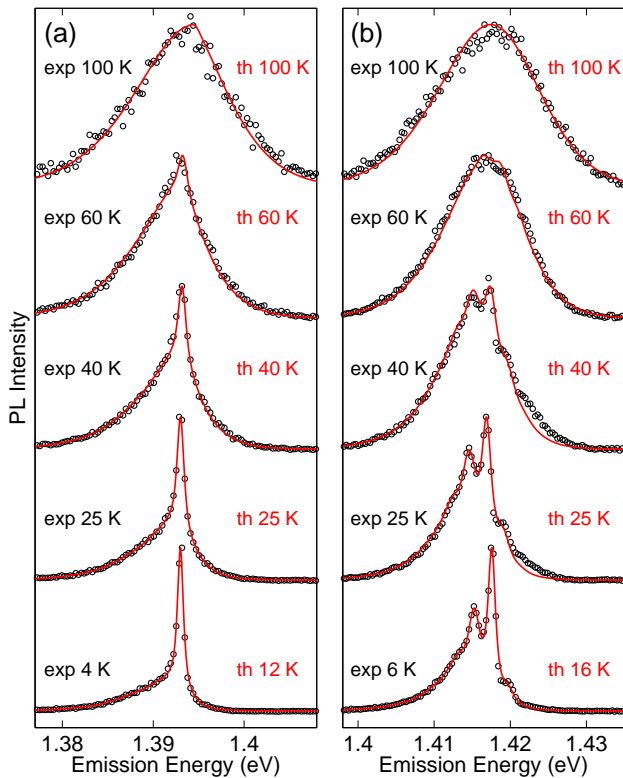 (a)
exp 100 K
th 100 K
exp 60 K
th 60 K
exp 40 K
th 40 K
exp 25 K
th 25 K
exp 4 K
th 12 K
1.38
1.39
1.4
Emission Energy (eV)
PL Intensity
(b)
exp 100 K
th 100 K
exp 60 K
th 60 K
exp 40 K
th 40 K
exp 25 K
th 25 K
exp 6 K
th 16 K
1.4
1.41
1.42
1.43
Emission Energy (eV)